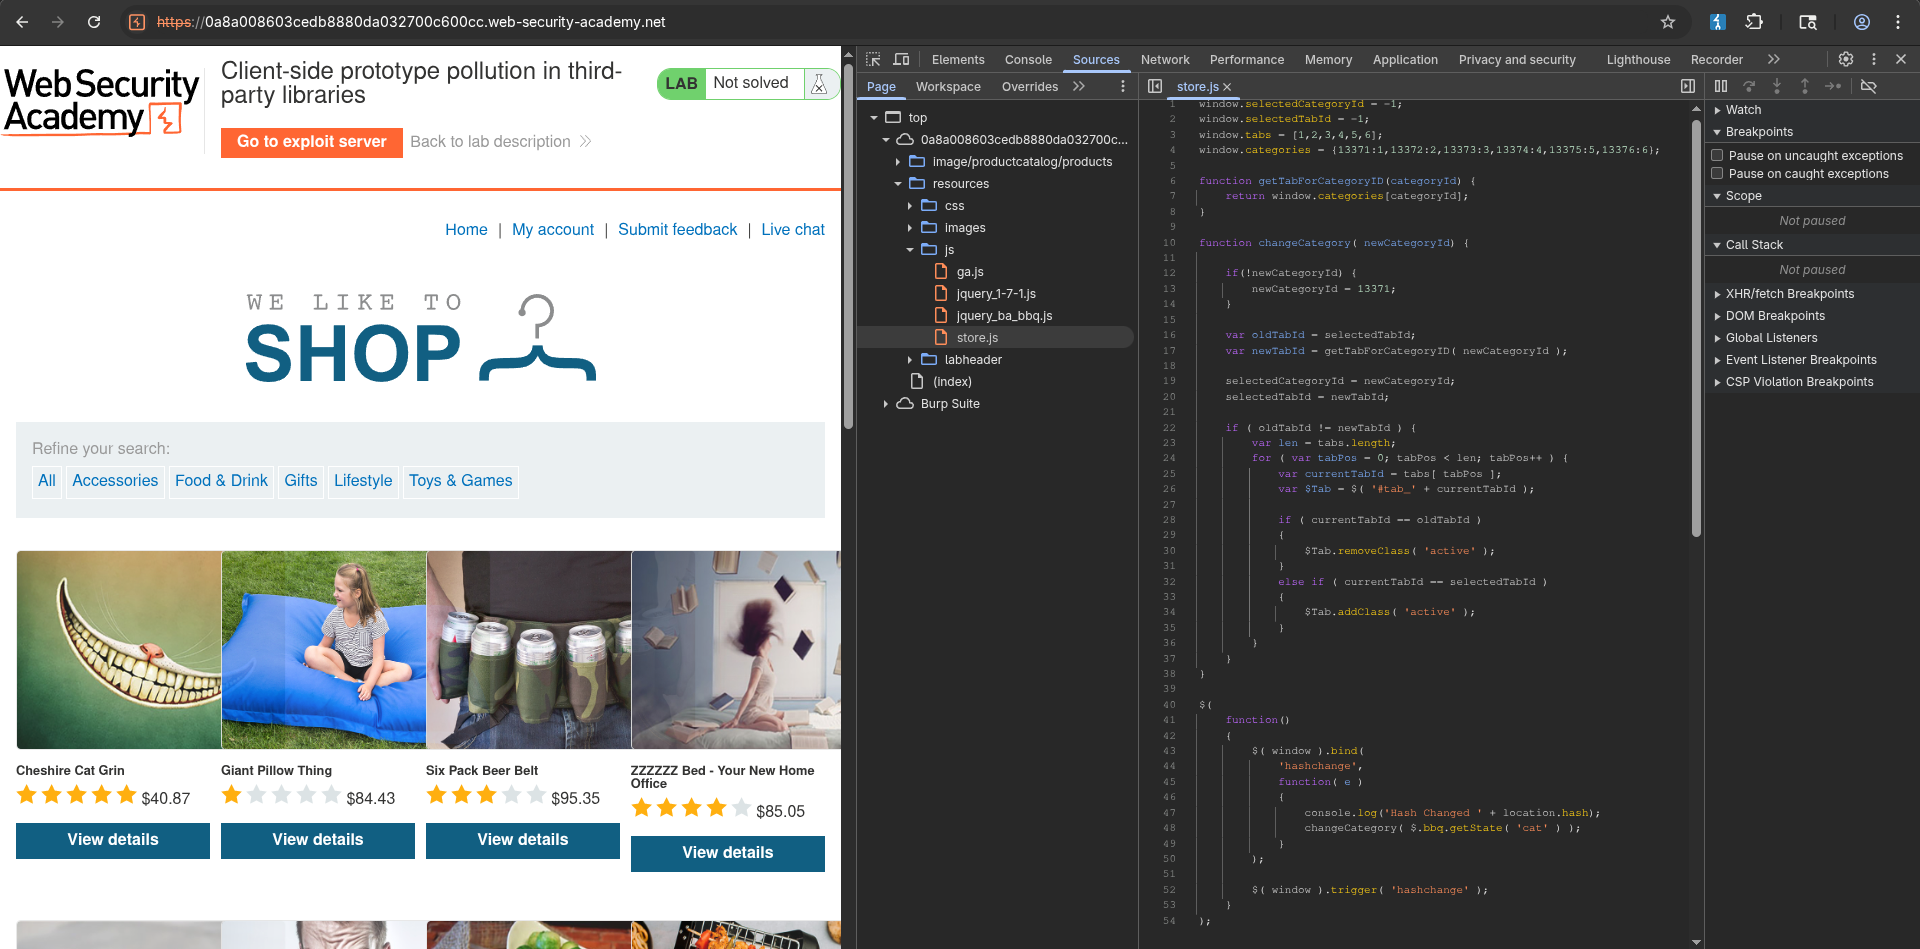 https://0a8a008603cedb8880da032700c600cc.web-security-academy.net
Web Security
Academy
Client-side prototype pollution in third-
party libraries
LAB Not solved
Go to exploit server Back to lab description
Home | My account | Submit feedback | Live chat
WE LIKE TO
SHOP
Refine your search:
All Accessories Food & Drink Gifts Lifestyle Toys & Games
Cheshire Cat Grin
$40.87
View details
Giant Pillow Thing
$84.43
View details
Six Pack Beer Belt
$95.35
View details
ZZZZZZ Bed - Your New Home
Office
$85.05
View details
Elements Console Sources Network Performance Memory Application Privacy and security Lighthouse Recorder
Page Workspace Overrides
top
0a8a008603cedb8880da032700c...
image/productcatalog/products
resources
css
images
js
ga.js
jquery_1-7-1.js
jquery_ba_bbq.js
store.js
labheader
(index)
Burp Suite
store.js
1 window.selectedCategoryId = -1;
2 window.selectedTabId = -1;
3 window.tabs = [1,2,3,4,5,6];
4 window.categories = {13371:1,13372:2,13373:3,13374:4,13375:5,13376:6};
5
6 function getTabForCategoryID(categoryId) {
7 return window.categories[categoryId];
8 }
9
10 function changeCategory( newCategoryId) {
11
12 if(!newCategoryId) {
13 newCategoryId = 13371;
14 }
15
16 var oldTabId = selectedTabId;
17 var newTabId = getTabForCategoryID( newCategoryId );
18
19 selectedCategoryId = newCategoryId;
20 selectedTabId = newTabId;
21
22 if ( oldTabId != newTabId ) {
23 var len = tabs.length;
24 for ( var tabPos = 0; tabPos < len; tabPos++ ) {
25 var currentTabId = tabs[ tabPos ];
26 var $Tab = $( '#tab_' + currentTabId );
27
28 if ( currentTabId == oldTabId )
29 {
30 $Tab.removeClass( 'active' );
31 }
32 else if ( currentTabId == selectedTabId )
33 {
34 $Tab.addClass( 'active' );
35 }
36 }
37 }
38 }
39
40 $(
41 function()
42 {
43 $( window ).bind(
44 'hashchange',
45 function( e )
46 {
47 console.log('Hash Changed ' + location.hash);
48 changeCategory( $.bbq.getState( 'cat' ) );
49 }
50 );
51
52 $( window ).trigger( 'hashchange' );
53 }
54 );
Watch
Breakpoints
Pause on uncaught exceptions
Pause on caught exceptions
Scope
Not paused
Call Stack
Not paused
XHR/fetch Breakpoints
DOM Breakpoints
Global Listeners
Event Listener Breakpoints
CSP Violation Breakpoints